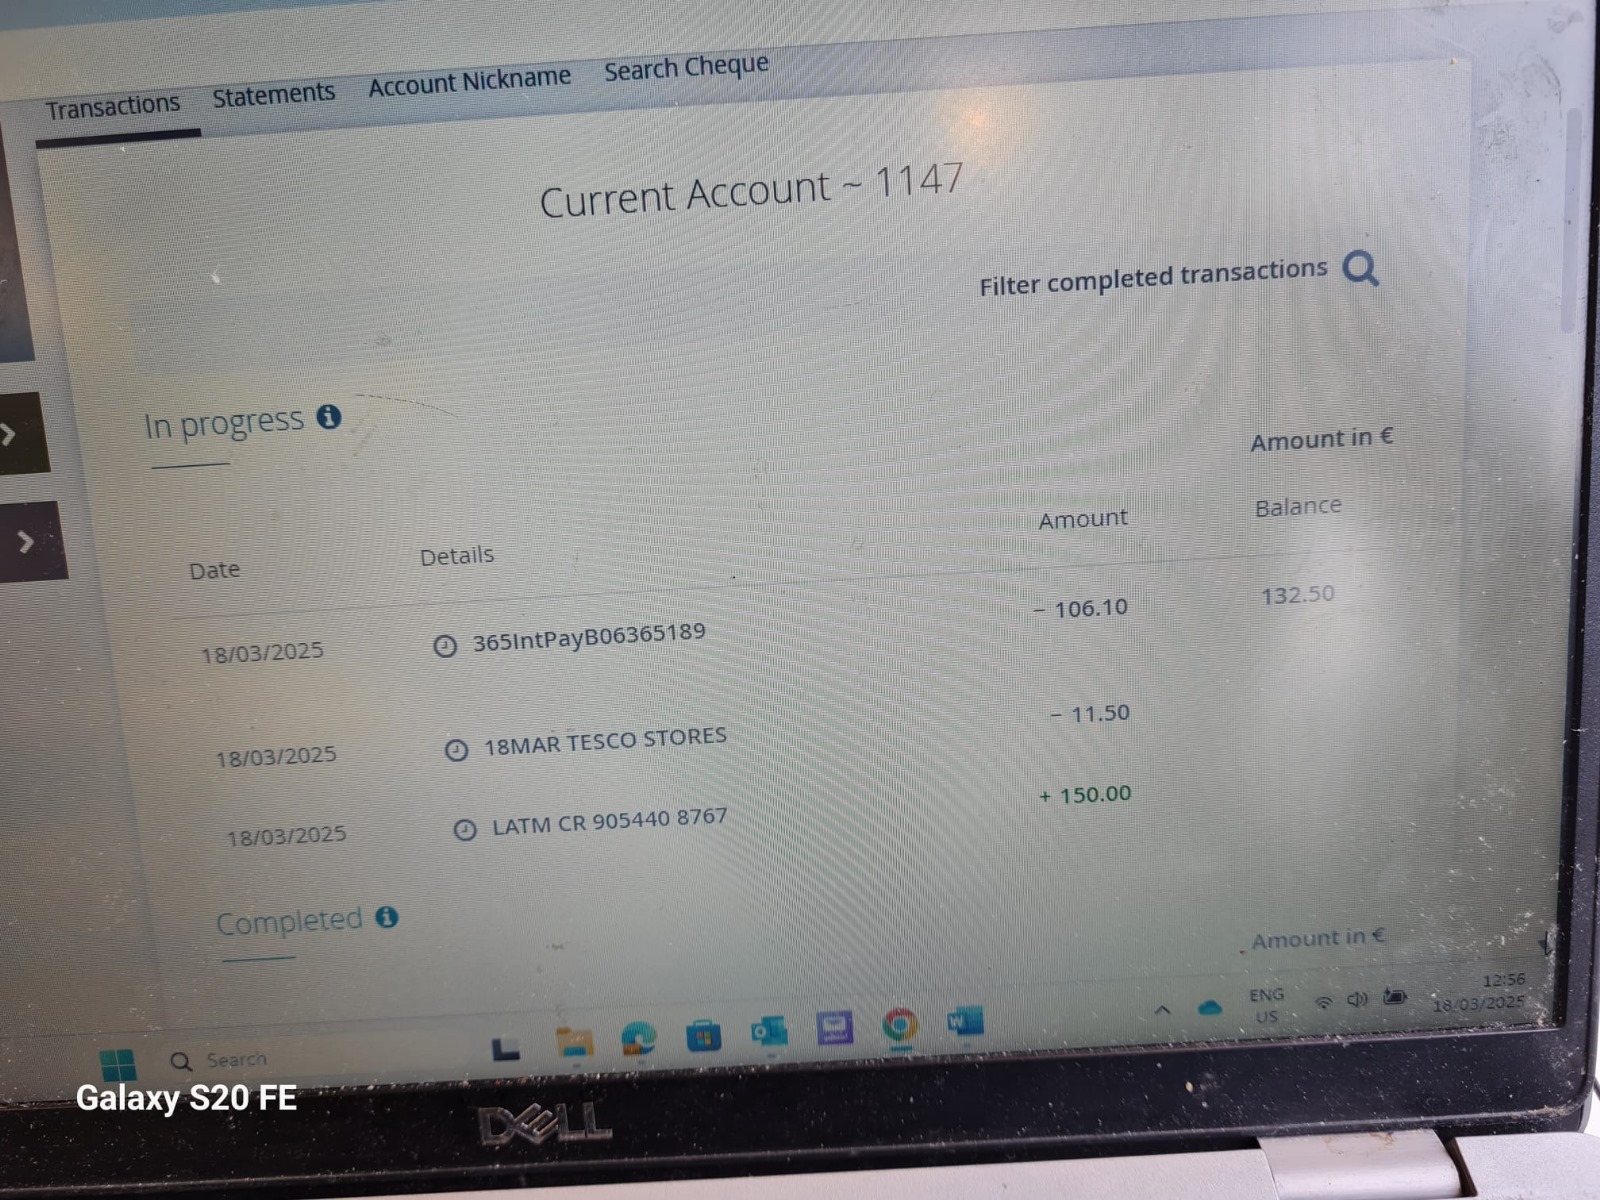 Transactions Statements Account Nickname Search Cheque
Current Account ~ 1147
Filter completed transactions
In progress
Amount in €
Date Details Amount Balance
18/03/2025 365IntPayB06365189 - 106.10 132.50
18/03/2025 18MAR TESCO STORES - 11.50
18/03/2025 LATM CR 905440 8767 + 150.00
Completed
Amount in €
Search
ENG
US
12:56
18/03/2025
Galaxy S20 FE
DELL